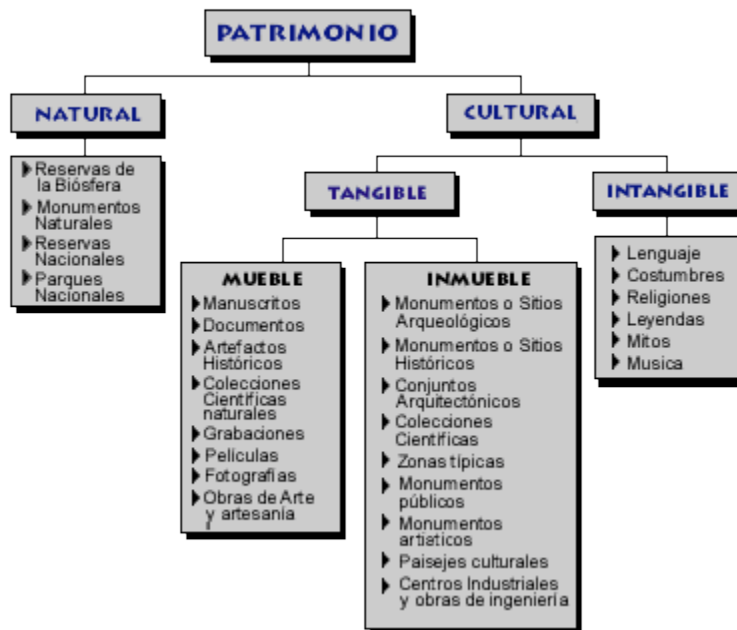 PATRIMONIO
NATURAL
CULTURAL
Reservas de
la Biósfera
Monumentos
Naturales
Reservas
Nacionales
Parques
Nacionales
TANGIBLE
INTANGIBLE
MUEBLE
Manuscritos
Documentos
Artefactos
Históricos
Colecciones
Científicas
naturales
Grabaciones
Películas
Fotografías
Obras de Arte
y artesanía
INMUEBLE
Monumentos o Sitios
Arqueológicos
Monumentos o Sitios
Históricos
Conjuntos
Arquitectónicos
Colecciones
Científicas
Zonas típicas
Monumentos
públicos
Monumentos
artiaticos
Paisejes culturales
Centros Industriales
y obras de ingeniería
Lenguaje
Costumbres
Religiones
Leyendas
Mitos
Musica